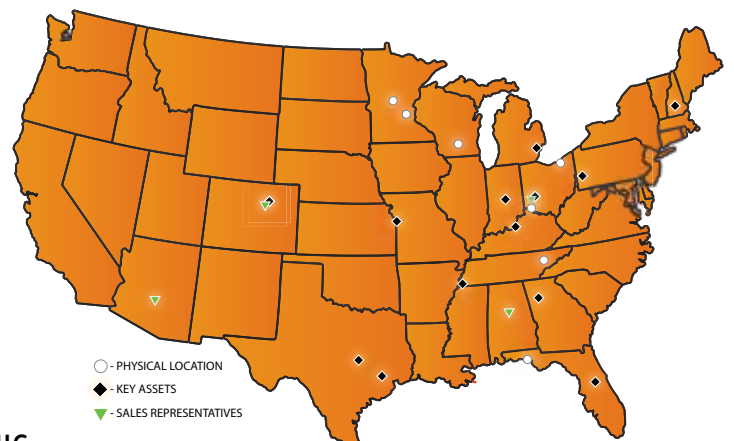 - PHYSICAL LOCATION
- KEY ASSETS
- SALES REPRESENTATIVES